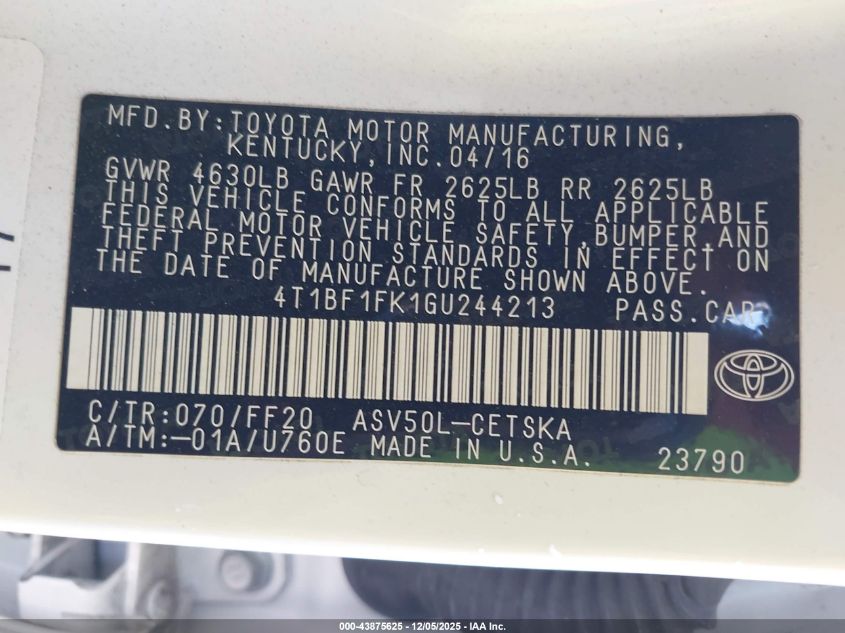 MFD.BY:TOYOTA MOTOR MANUFACTURING,
KENTUCKY,INC.04/16
GVWR 4630LB GAWR FR 2625LB RR 2625LB
THIS VEHICLE CONFORMS TO ALL APPLICABLE
FEDERAL MOTOR VEHICLE SAFETY,BUMPER,AND
THEFT PREVENTION STANDARDS IN EFFECT ON
THE DATE OF MANUFACTURE SHOWN ABOVE.
4T1BF1FK1GU244213 PASS.CAR
C/TR:070/FF20 ASV50L-CETSKA
A/TM:-01A/U760E MADE IN U.S.A. 23790
000-43875625 - 12/05/2025 - IAA Inc.